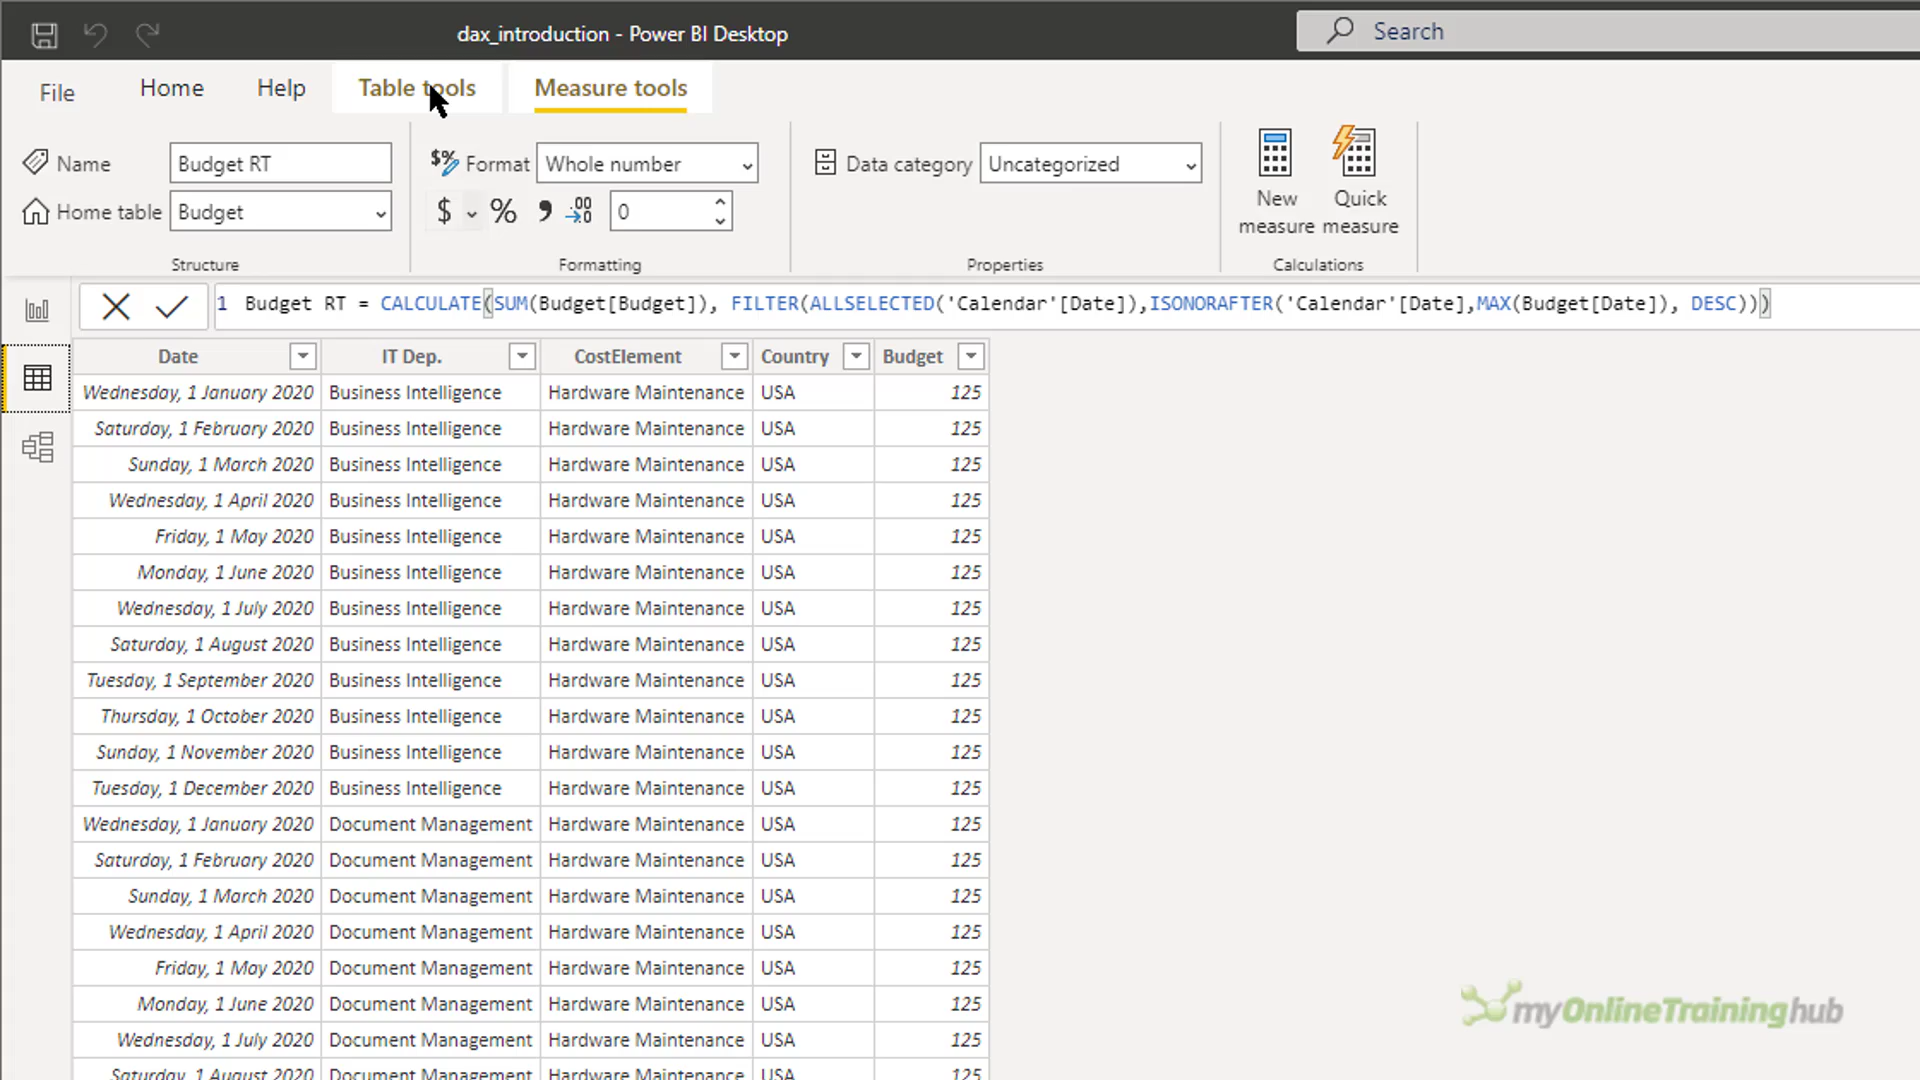 dax_introduction - Power BI Desktop
Search
File Home Help Table tools Measure tools
Name Budget RT
Home table Budget
Structure
$% Format Whole number
$ % , .00 0
Formatting
Data category Uncategorized
Properties
New measure
Quick measure
Calculations
1 Budget RT = CALCULATE(SUM(Budget[Budget]), FILTER(ALLSELECTED('Calendar'[Date]),ISONORAFTER('Calendar'[Date],MAX(Budget[Date]), DESC)))
Date IT Dep. CostElement Country Budget
Wednesday, 1 January 2020 Business Intelligence Hardware Maintenance USA 125
Saturday, 1 February 2020 Business Intelligence Hardware Maintenance USA 125
Sunday, 1 March 2020 Business Intelligence Hardware Maintenance USA 125
Wednesday, 1 April 2020 Business Intelligence Hardware Maintenance USA 125
Friday, 1 May 2020 Business Intelligence Hardware Maintenance USA 125
Monday, 1 June 2020 Business Intelligence Hardware Maintenance USA 125
Wednesday, 1 July 2020 Business Intelligence Hardware Maintenance USA 125
Saturday, 1 August 2020 Business Intelligence Hardware Maintenance USA 125
Tuesday, 1 September 2020 Business Intelligence Hardware Maintenance USA 125
Thursday, 1 October 2020 Business Intelligence Hardware Maintenance USA 125
Sunday, 1 November 2020 Business Intelligence Hardware Maintenance USA 125
Tuesday, 1 December 2020 Business Intelligence Hardware Maintenance USA 125
Wednesday, 1 January 2020 Document Management Hardware Maintenance USA 125
Saturday, 1 February 2020 Document Management Hardware Maintenance USA 125
Sunday, 1 March 2020 Document Management Hardware Maintenance USA 125
Wednesday, 1 April 2020 Document Management Hardware Maintenance USA 125
Friday, 1 May 2020 Document Management Hardware Maintenance USA 125
Monday, 1 June 2020 Document Management Hardware Maintenance USA 125
Wednesday, 1 July 2020 Document Management Hardware Maintenance USA 125
Saturday, 1 August 2020 Document Management Hardware Maintenance USA 125
myOnlineTraininghub